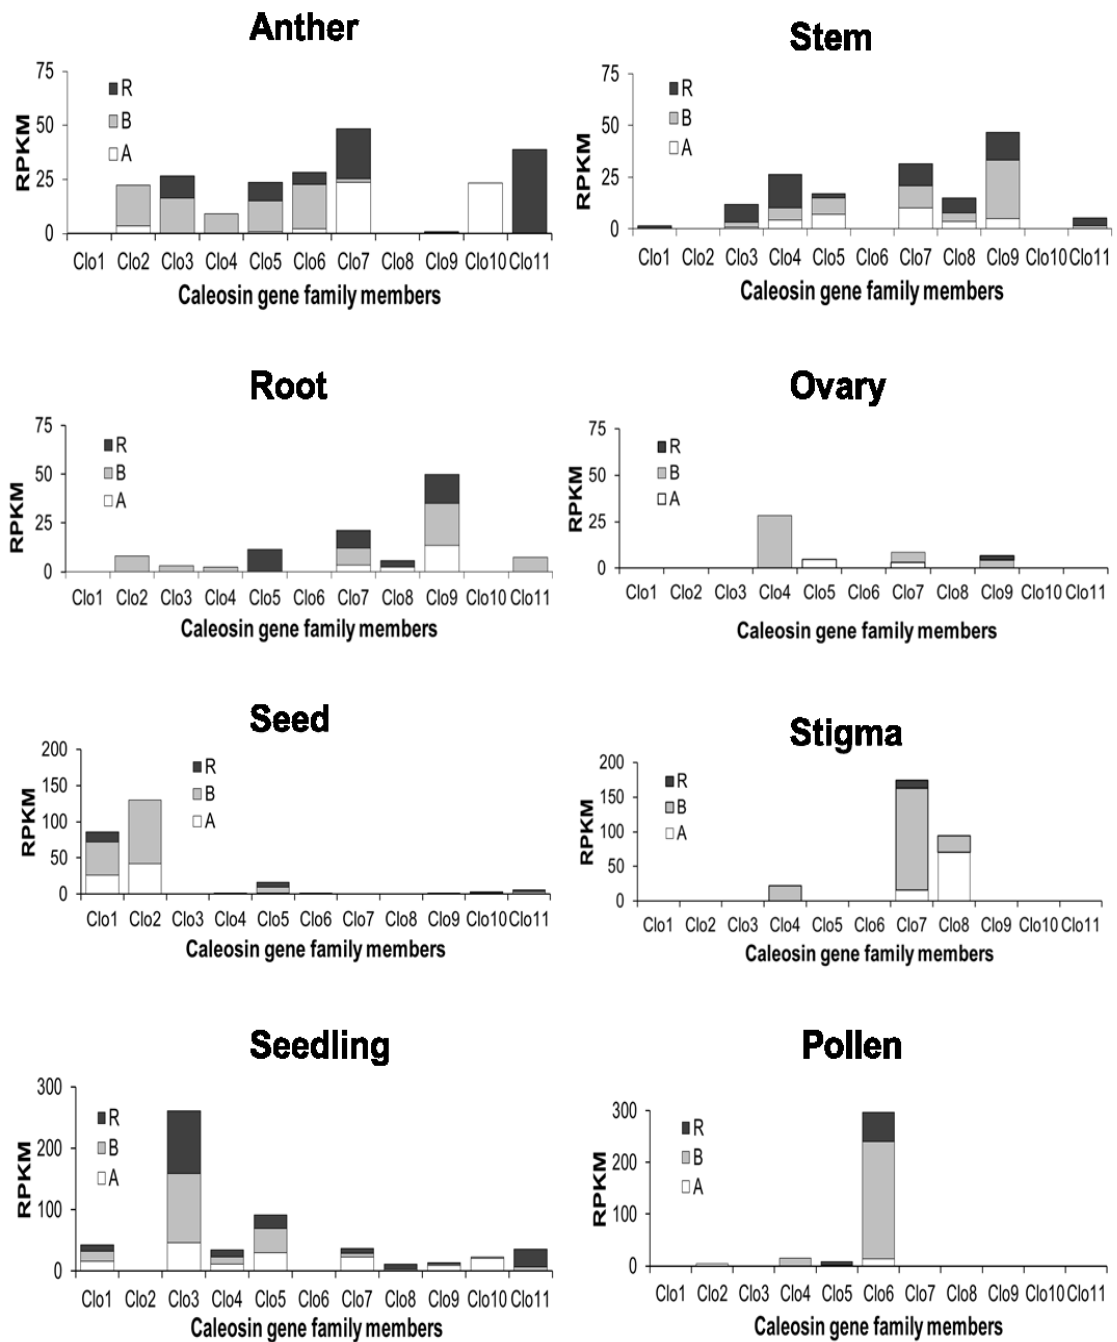 Anther
75
50
25
0
RPKM
R
B
A
Clo1 Clo2 Clo3 Clo4 Clo5 Clo6 Clo7 Clo8 Clo9 Clo10 Clo11
Caleosin gene family members
Stem
75
50
25
0
RPKM
R
B
A
Clo1 Clo2 Clo3 Clo4 Clo5 Clo6 Clo7 Clo8 Clo9 Clo10 Clo11
Caleosin gene family members
Root
75
50
25
0
RPKM
R
B
A
Clo1 Clo2 Clo3 Clo4 Clo5 Clo6 Clo7 Clo8 Clo9 Clo10 Clo11
Caleosin gene family members
Ovary
75
50
25
0
RPKM
R
B
A
Clo1 Clo2 Clo3 Clo4 Clo5 Clo6 Clo7 Clo8 Clo9 Clo10 Clo11
Caleosin gene family members
Seed
200
150
100
50
0
RPKM
R
B
A
Clo1 Clo2 Clo3 Clo4 Clo5 Clo6 Clo7 Clo8 Clo9 Clo10 Clo11
Caleosin gene family members
Stigma
200
150
100
50
0
RPKM
R
B
A
Clo1 Clo2 Clo3 Clo4 Clo5 Clo6 Clo7 Clo8 Clo9 Clo10 Clo11
Caleosin gene family members
Seedling
300
200
100
0
RPKM
R
B
A
Clo1 Clo2 Clo3 Clo4 Clo5 Clo6 Clo7 Clo8 Clo9 Clo10 Clo11
Caleosin gene family members
Pollen
300
200
100
0
RPKM
R
B
A
Clo1 Clo2 Clo3 Clo4 Clo5 Clo6 Clo7 Clo8 Clo9 Clo10 Clo11
Caleosin gene family members